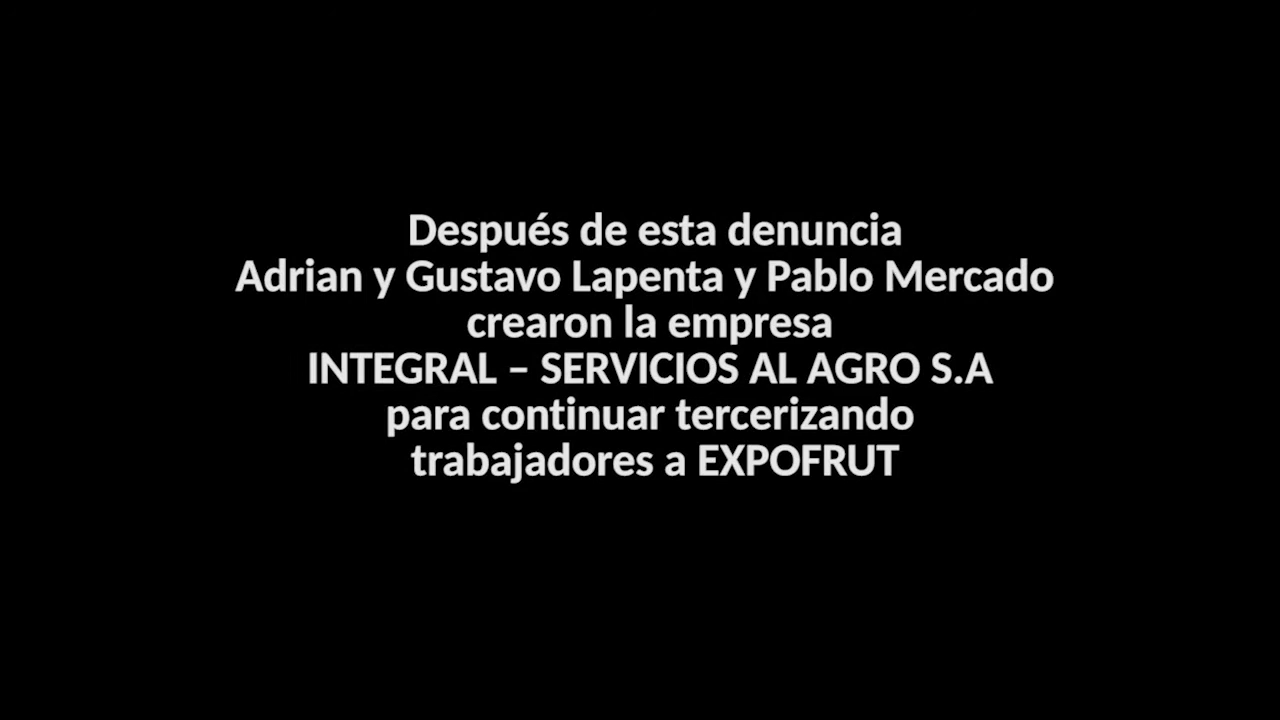 Después de esta denuncia
Adrian y Gustavo Lapenta y Pablo Mercado
crearon la empresa
INTEGRAL – SERVICIOS AL AGRO S.A
para continuar tercerizando
trabajadores a EXPOFRUT